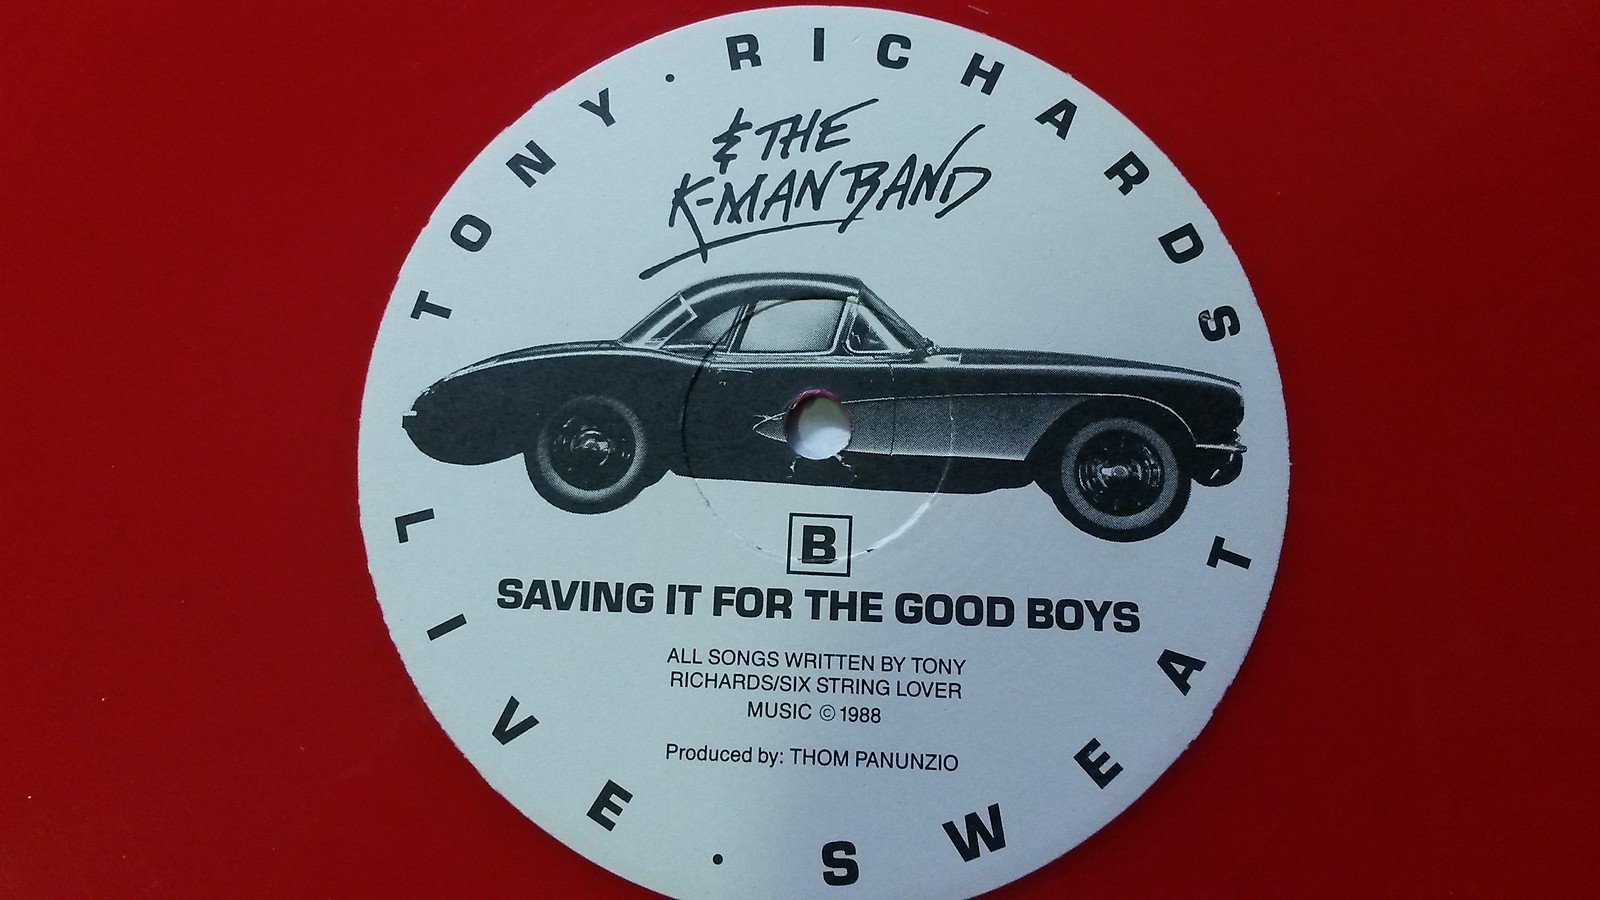 TONY · RICHARDS
& THE
K-MAN BAND
B
SAVING IT FOR THE GOOD BOYS
ALL SONGS WRITTEN BY TONY
RICHARDS/SIX STRING LOVER
MUSIC © 1988
Produced by: THOM PANUNZIO
LIVE · SWEAT